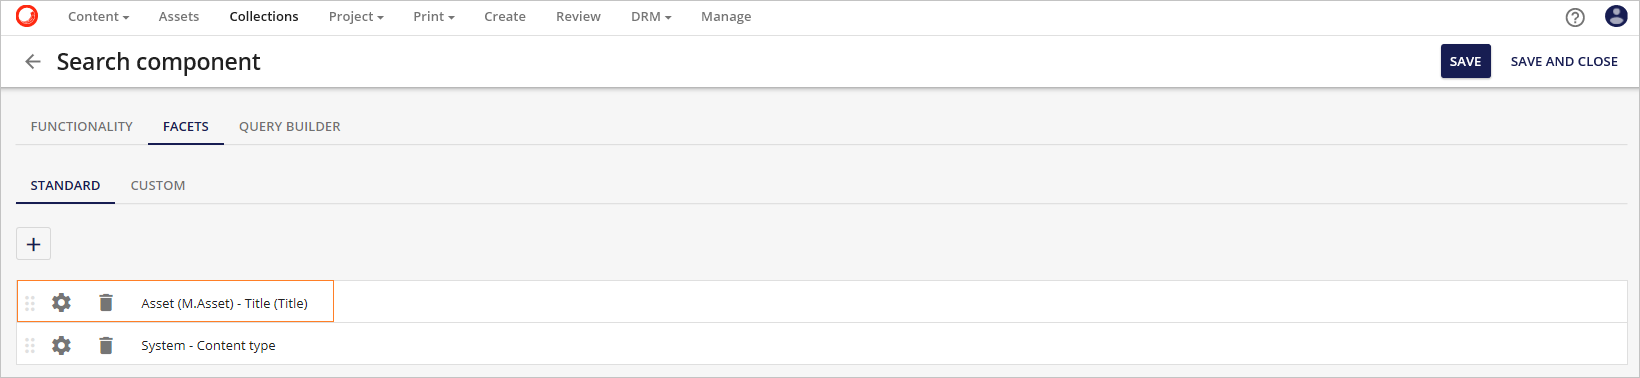 Content Assets Collections Project Print Create Review DRM Manage
Search component SAVE SAVE AND CLOSE
FUNCTIONALITY FACETS QUERY BUILDER
STANDARD CUSTOM
Asset (M.Asset) - Title (Title)
System - Content type